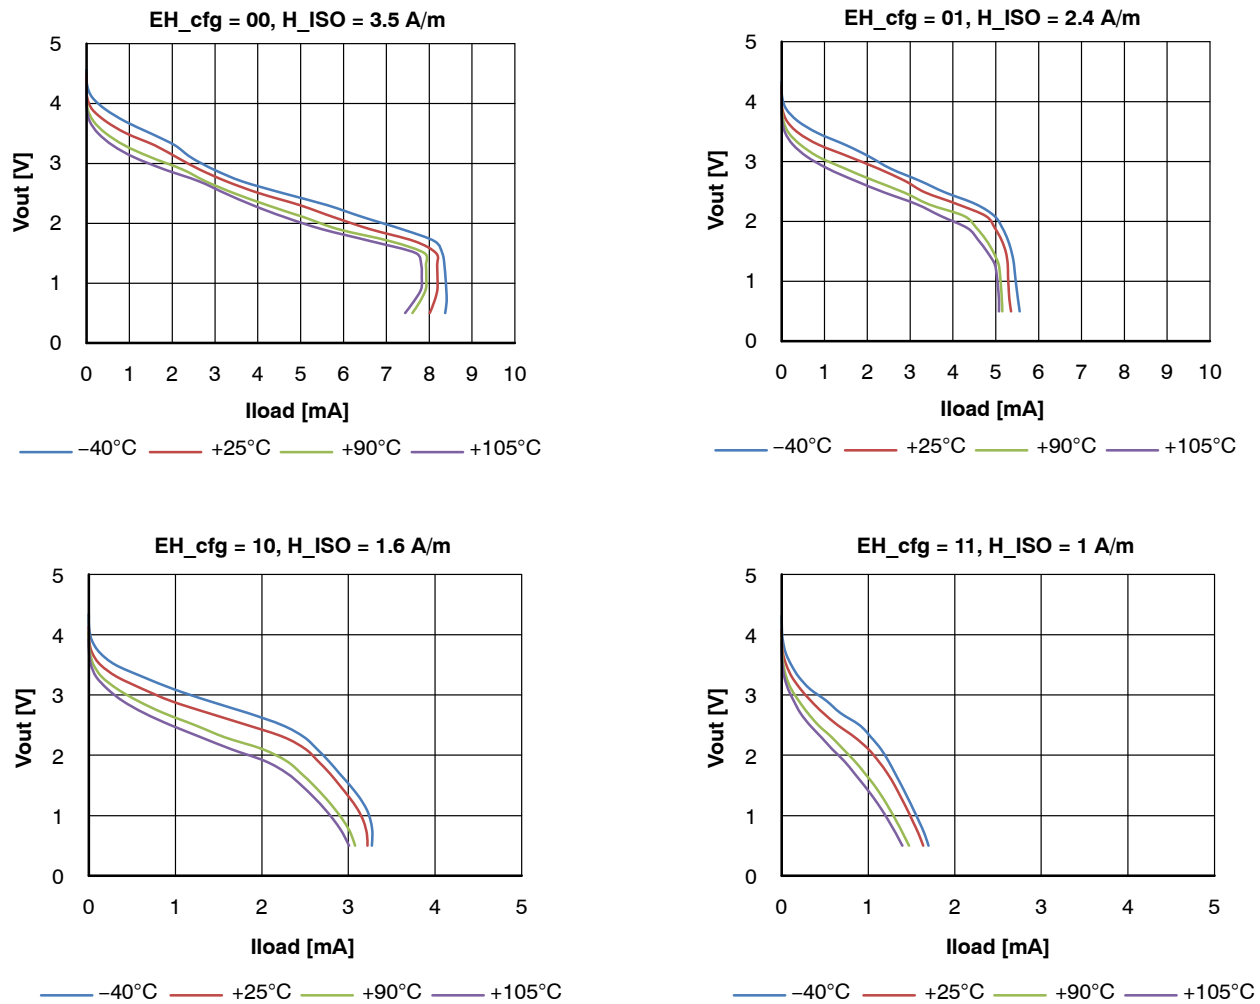 EH_cfg = 00, H_ISO = 3.5 A/m
5
4
3
2
1
0
Vout [V]
0 1 2 3 4 5 6 7 8 9 10
Iload [mA]
−40°C +25°C +90°C +105°C
EH_cfg = 01, H_ISO = 2.4 A/m
5
4
3
2
1
0
Vout [V]
0 1 2 3 4 5 6 7 8 9 10
Iload [mA]
−40°C +25°C +90°C +105°C
EH_cfg = 10, H_ISO = 1.6 A/m
5
4
3
2
1
0
Vout [V]
0 1 2 3 4 5
Iload [mA]
−40°C +25°C +90°C +105°C
EH_cfg = 11, H_ISO = 1 A/m
5
4
3
2
1
0
Vout [V]
0 1 2 3 4 5
Iload [mA]
−40°C +25°C +90°C +105°C